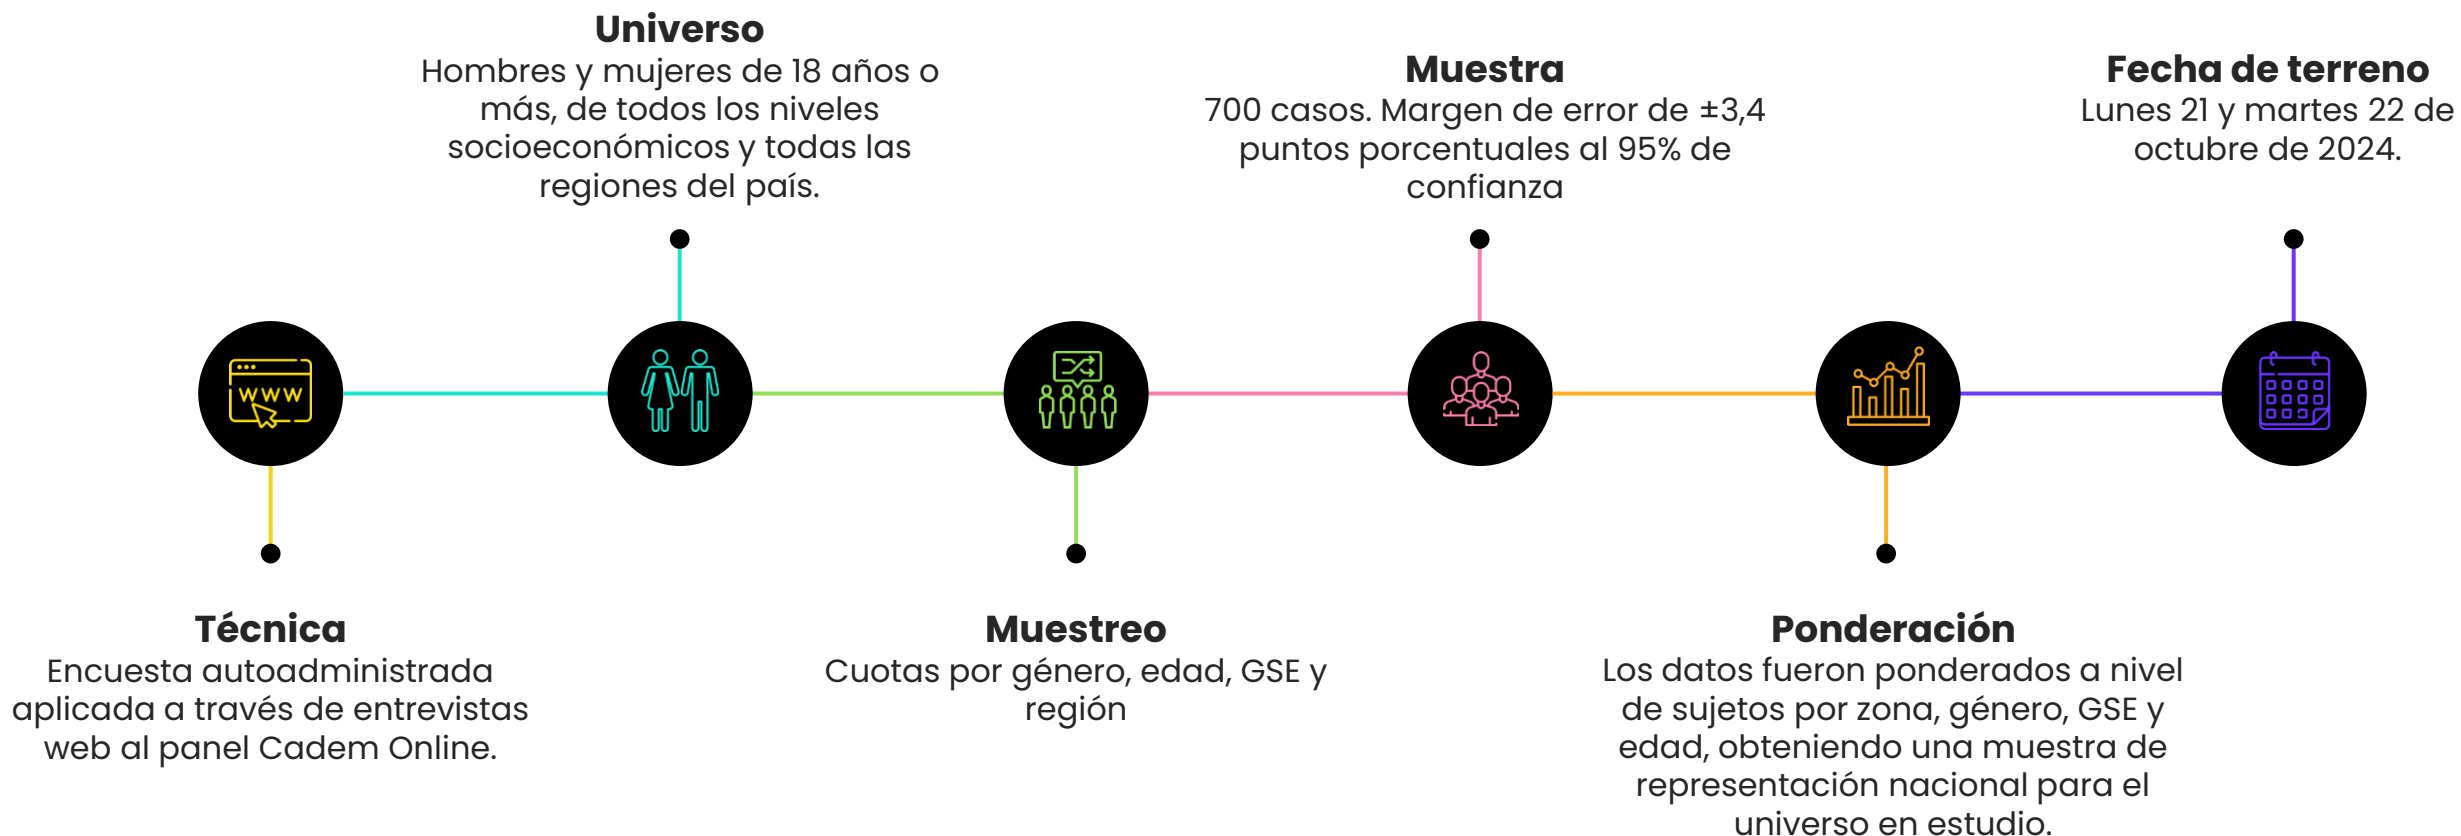 Universo
Hombres y mujeres de 18 años o
más, de todos los niveles
socioeconómicos y todas las
regiones del país.
Muestra
700 casos. Margen de error de ±3,4
puntos porcentuales al 95% de
confianza
Fecha de terreno
Lunes 21 y martes 22 de
octubre de 2024.
WWW
Técnica
Encuesta autoadministrada
aplicada a través de entrevistas
web al panel Cadem Online.
Muestreo
Cuotas por género, edad, GSE y
región
Ponderación
Los datos fueron ponderados a nivel
de sujetos por zona, género, GSE y
edad, obteniendo una muestra de
representación nacional para el
universo en estudio.